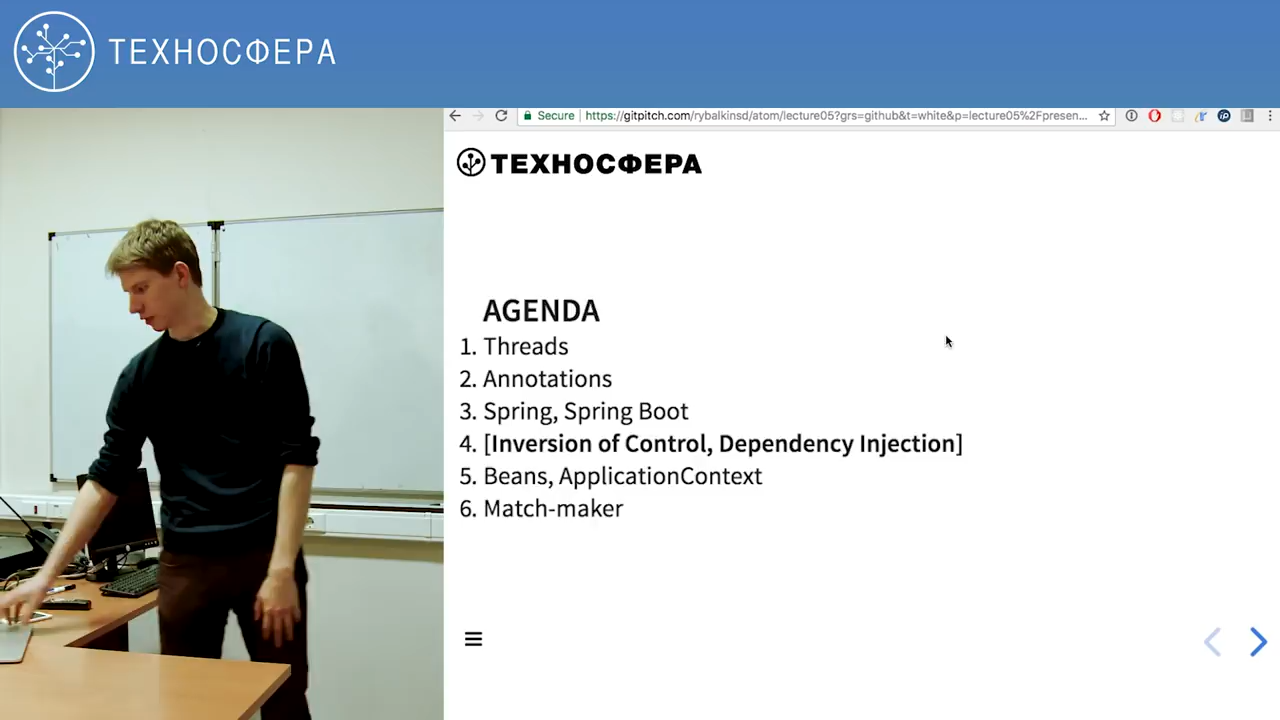 ТЕХНОСФЕРА
Secure https://gitpitch.com/rybalkinsd/atom/lecture05?grs=github&t=white&p=lecture05%2Fpresen...
ТЕХНОСФЕРА
AGENDA
1. Threads
2. Annotations
3. Spring, Spring Boot
4. [Inversion of Control, Dependency Injection]
5. Beans, ApplicationContext
6. Match-maker